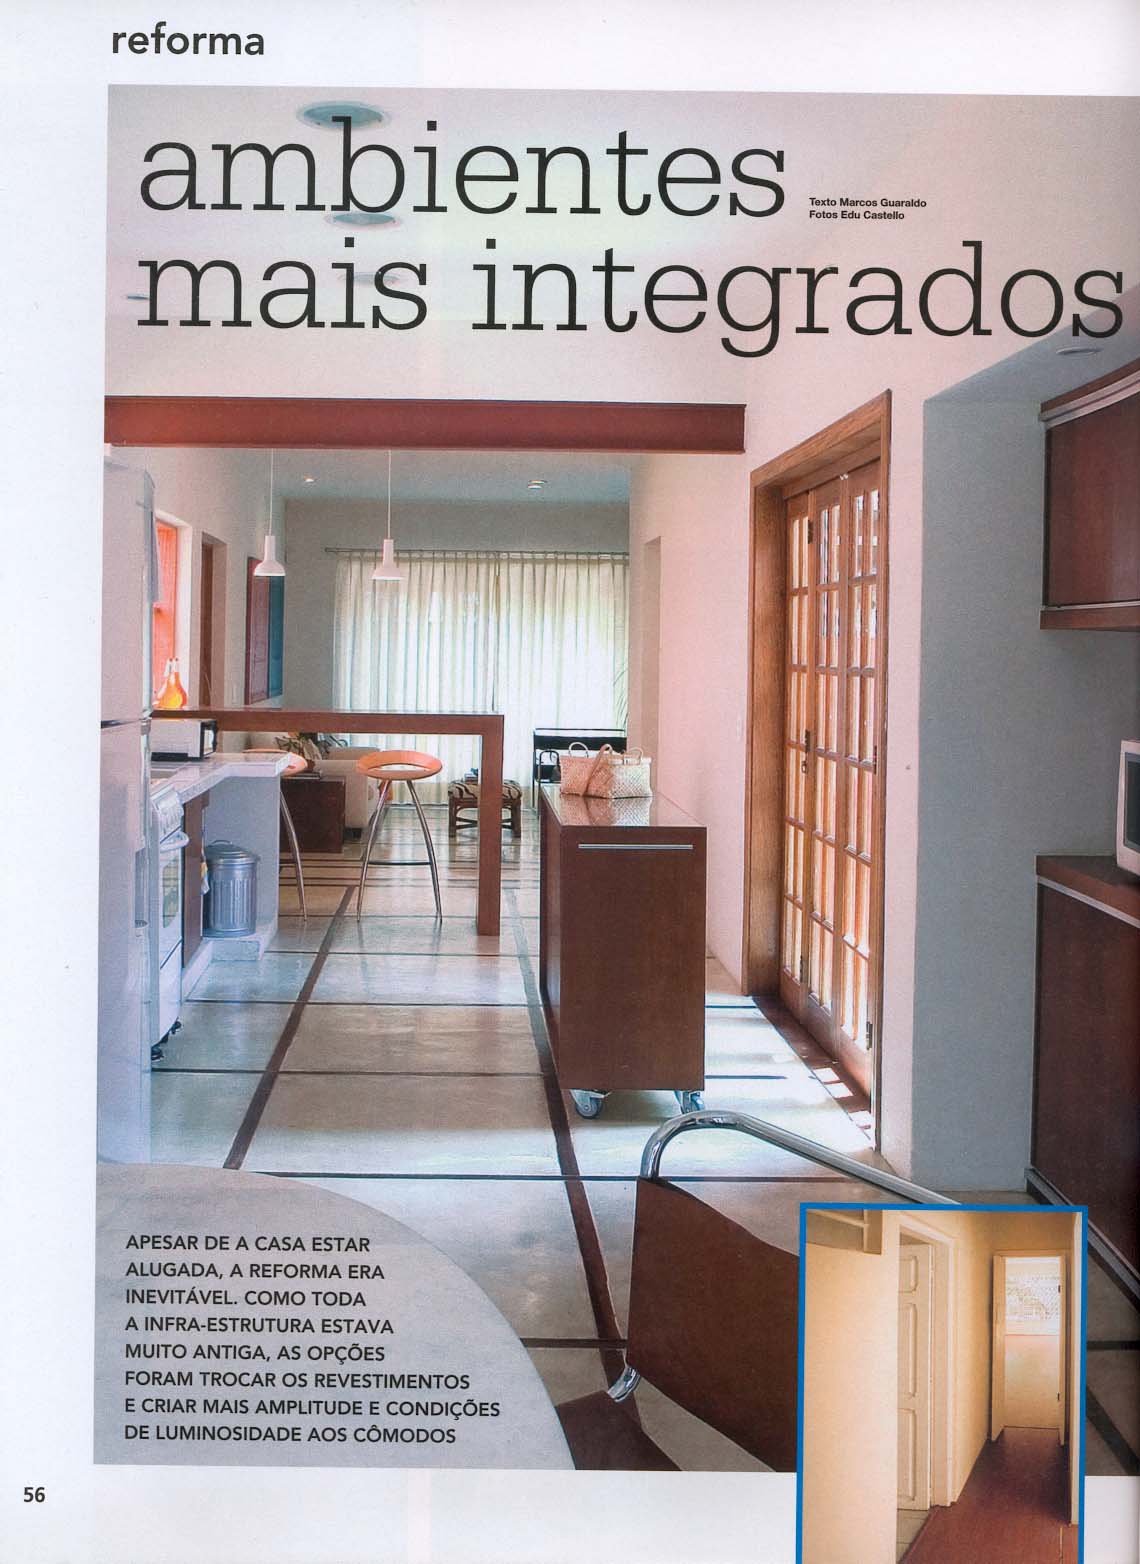 reforma
ambientes
Texto Marcos Guaraldo
Fotos Edu Castello
mais integrados
APESAR DE A CASA ESTAR
ALUGADA, A REFORMA ERA
INEVITÁVEL. COMO TODA
A INFRA-ESTRUTURA ESTAVA
MUITO ANTIGA, AS OPÇÕES
FORAM TROCAR OS REVESTIMENTOS
E CRIAR MAIS AMPLITUDE E CONDIÇÕES
DE LUMINOSIDADE AOS CÔMODOS
56